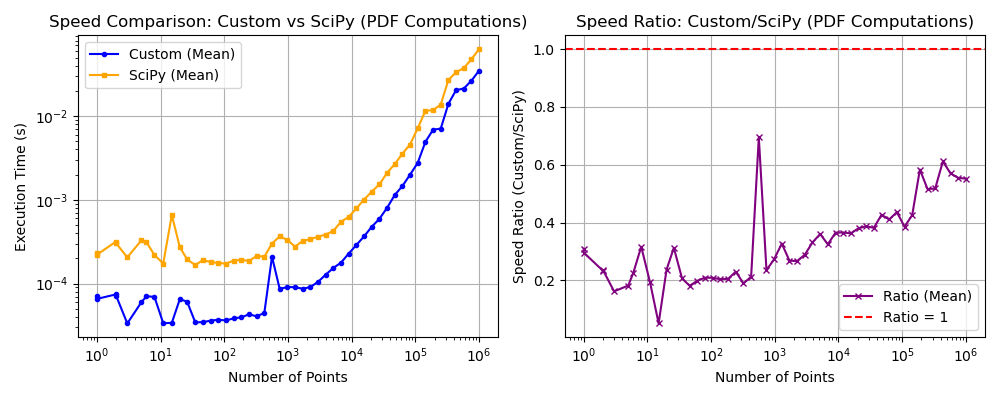 Speed Comparison: Custom vs SciPy (PDF Computations)
Custom (Mean)
SciPy (Mean)
Execution Time (s)
10⁻²
10⁻³
10⁻⁴
10⁰ 10¹ 10² 10³ 10⁴ 10⁵ 10⁶
Number of Points
Speed Ratio: Custom/SciPy (PDF Computations)
Speed Ratio (Custom/SciPy)
1.0
0.8
0.6
0.4
0.2
Ratio (Mean)
Ratio = 1
10⁰ 10¹ 10² 10³ 10⁴ 10⁵ 10⁶
Number of Points